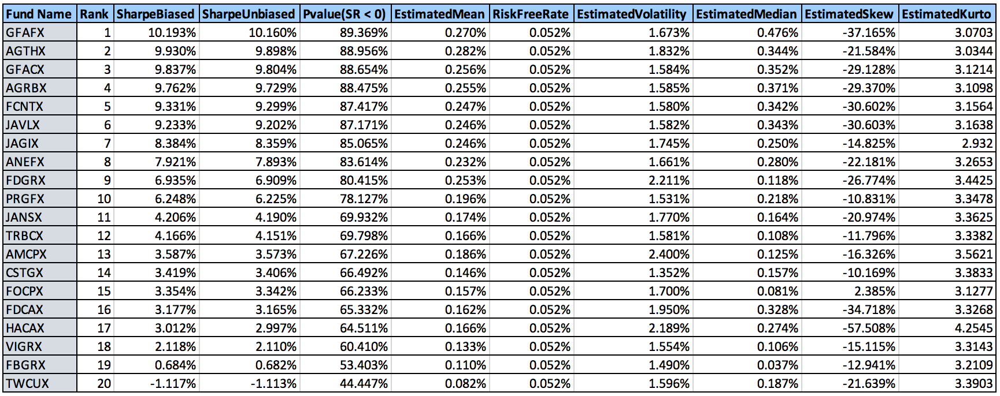 Fund Name Rank SharpeBiased SharpeUnbiased Pvalue(SR < 0) EstimatedMean RiskFreeRate EstimatedVolatility EstimatedMedian EstimatedSkew EstimatedKurto
GFAFX 1 10.193% 10.160% 89.369% 0.270% 0.052% 1.673% 0.476% -37.165% 3.0703
AGTHX 2 9.930% 9.898% 88.956% 0.282% 0.052% 1.832% 0.344% -21.584% 3.0344
GFACX 3 9.837% 9.804% 88.654% 0.256% 0.052% 1.584% 0.352% -29.128% 3.1214
AGRBX 4 9.762% 9.729% 88.475% 0.255% 0.052% 1.585% 0.371% -29.370% 3.1098
FCNTX 5 9.331% 9.299% 87.417% 0.247% 0.052% 1.580% 0.342% -30.602% 3.1564
JAVLX 6 9.233% 9.202% 87.171% 0.246% 0.052% 1.582% 0.343% -30.603% 3.1638
JAGIX 7 8.384% 8.359% 85.065% 0.246% 0.052% 1.745% 0.250% -14.825% 2.932
ANEFX 8 7.921% 7.893% 83.614% 0.232% 0.052% 1.661% 0.280% -22.181% 3.2653
FDGRX 9 6.935% 6.909% 80.415% 0.253% 0.052% 2.211% 0.118% -26.774% 3.4425
PRGFX 10 6.248% 6.225% 78.127% 0.196% 0.052% 1.531% 0.218% -10.831% 3.3478
JANSX 11 4.206% 4.190% 69.932% 0.174% 0.052% 1.770% 0.164% -20.974% 3.3625
TRBCX 12 4.166% 4.151% 69.798% 0.166% 0.052% 1.581% 0.108% -11.796% 3.3382
AMCPX 13 3.587% 3.573% 67.226% 0.186% 0.052% 2.400% 0.125% -16.326% 3.5621
CSTGX 14 3.419% 3.406% 66.492% 0.146% 0.052% 1.352% 0.157% -10.169% 3.3833
FOCPX 15 3.354% 3.342% 66.233% 0.157% 0.052% 1.700% 0.081% 2.385% 3.1277
FDCAX 16 3.177% 3.165% 65.332% 0.162% 0.052% 1.950% 0.328% -34.718% 3.3268
HACAX 17 3.012% 2.997% 64.511% 0.166% 0.052% 2.189% 0.274% -57.508% 4.2545
VIGRX 18 2.118% 2.110% 60.410% 0.133% 0.052% 1.554% 0.106% -15.115% 3.3143
FBGRX 19 0.684% 0.682% 53.403% 0.110% 0.052% 1.490% 0.037% -12.941% 3.2109
TWCUX 20 -1.117% -1.113% 44.447% 0.082% 0.052% 1.596% 0.187% -21.639% 3.3903